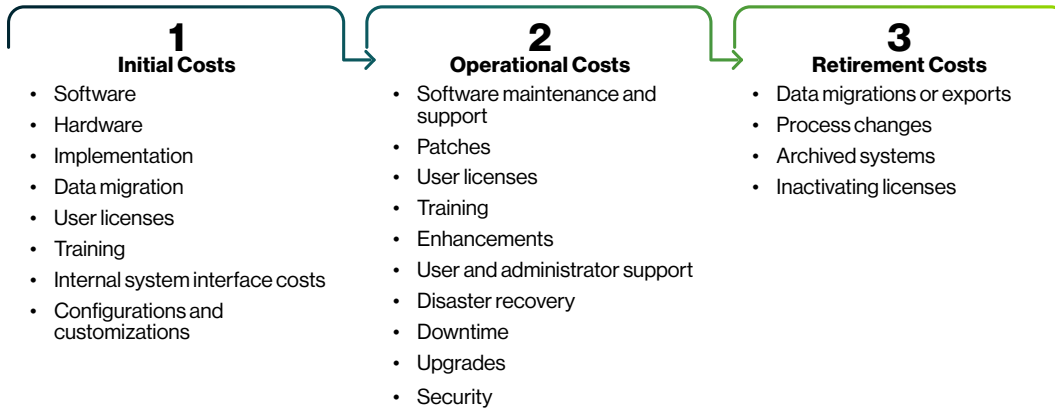 1
Initial Costs
• Software
• Hardware
• Implementation
• Data migration
• User licenses
• Training
• Internal system interface costs
• Configurations and
customizations
2
Operational Costs
• Software maintenance and
support
• Patches
• User licenses
• Training
• Enhancements
• User and administrator support
• Disaster recovery
• Downtime
• Upgrades
• Security
3
Retirement Costs
• Data migrations or exports
• Process changes
• Archived systems
• Inactivating licenses